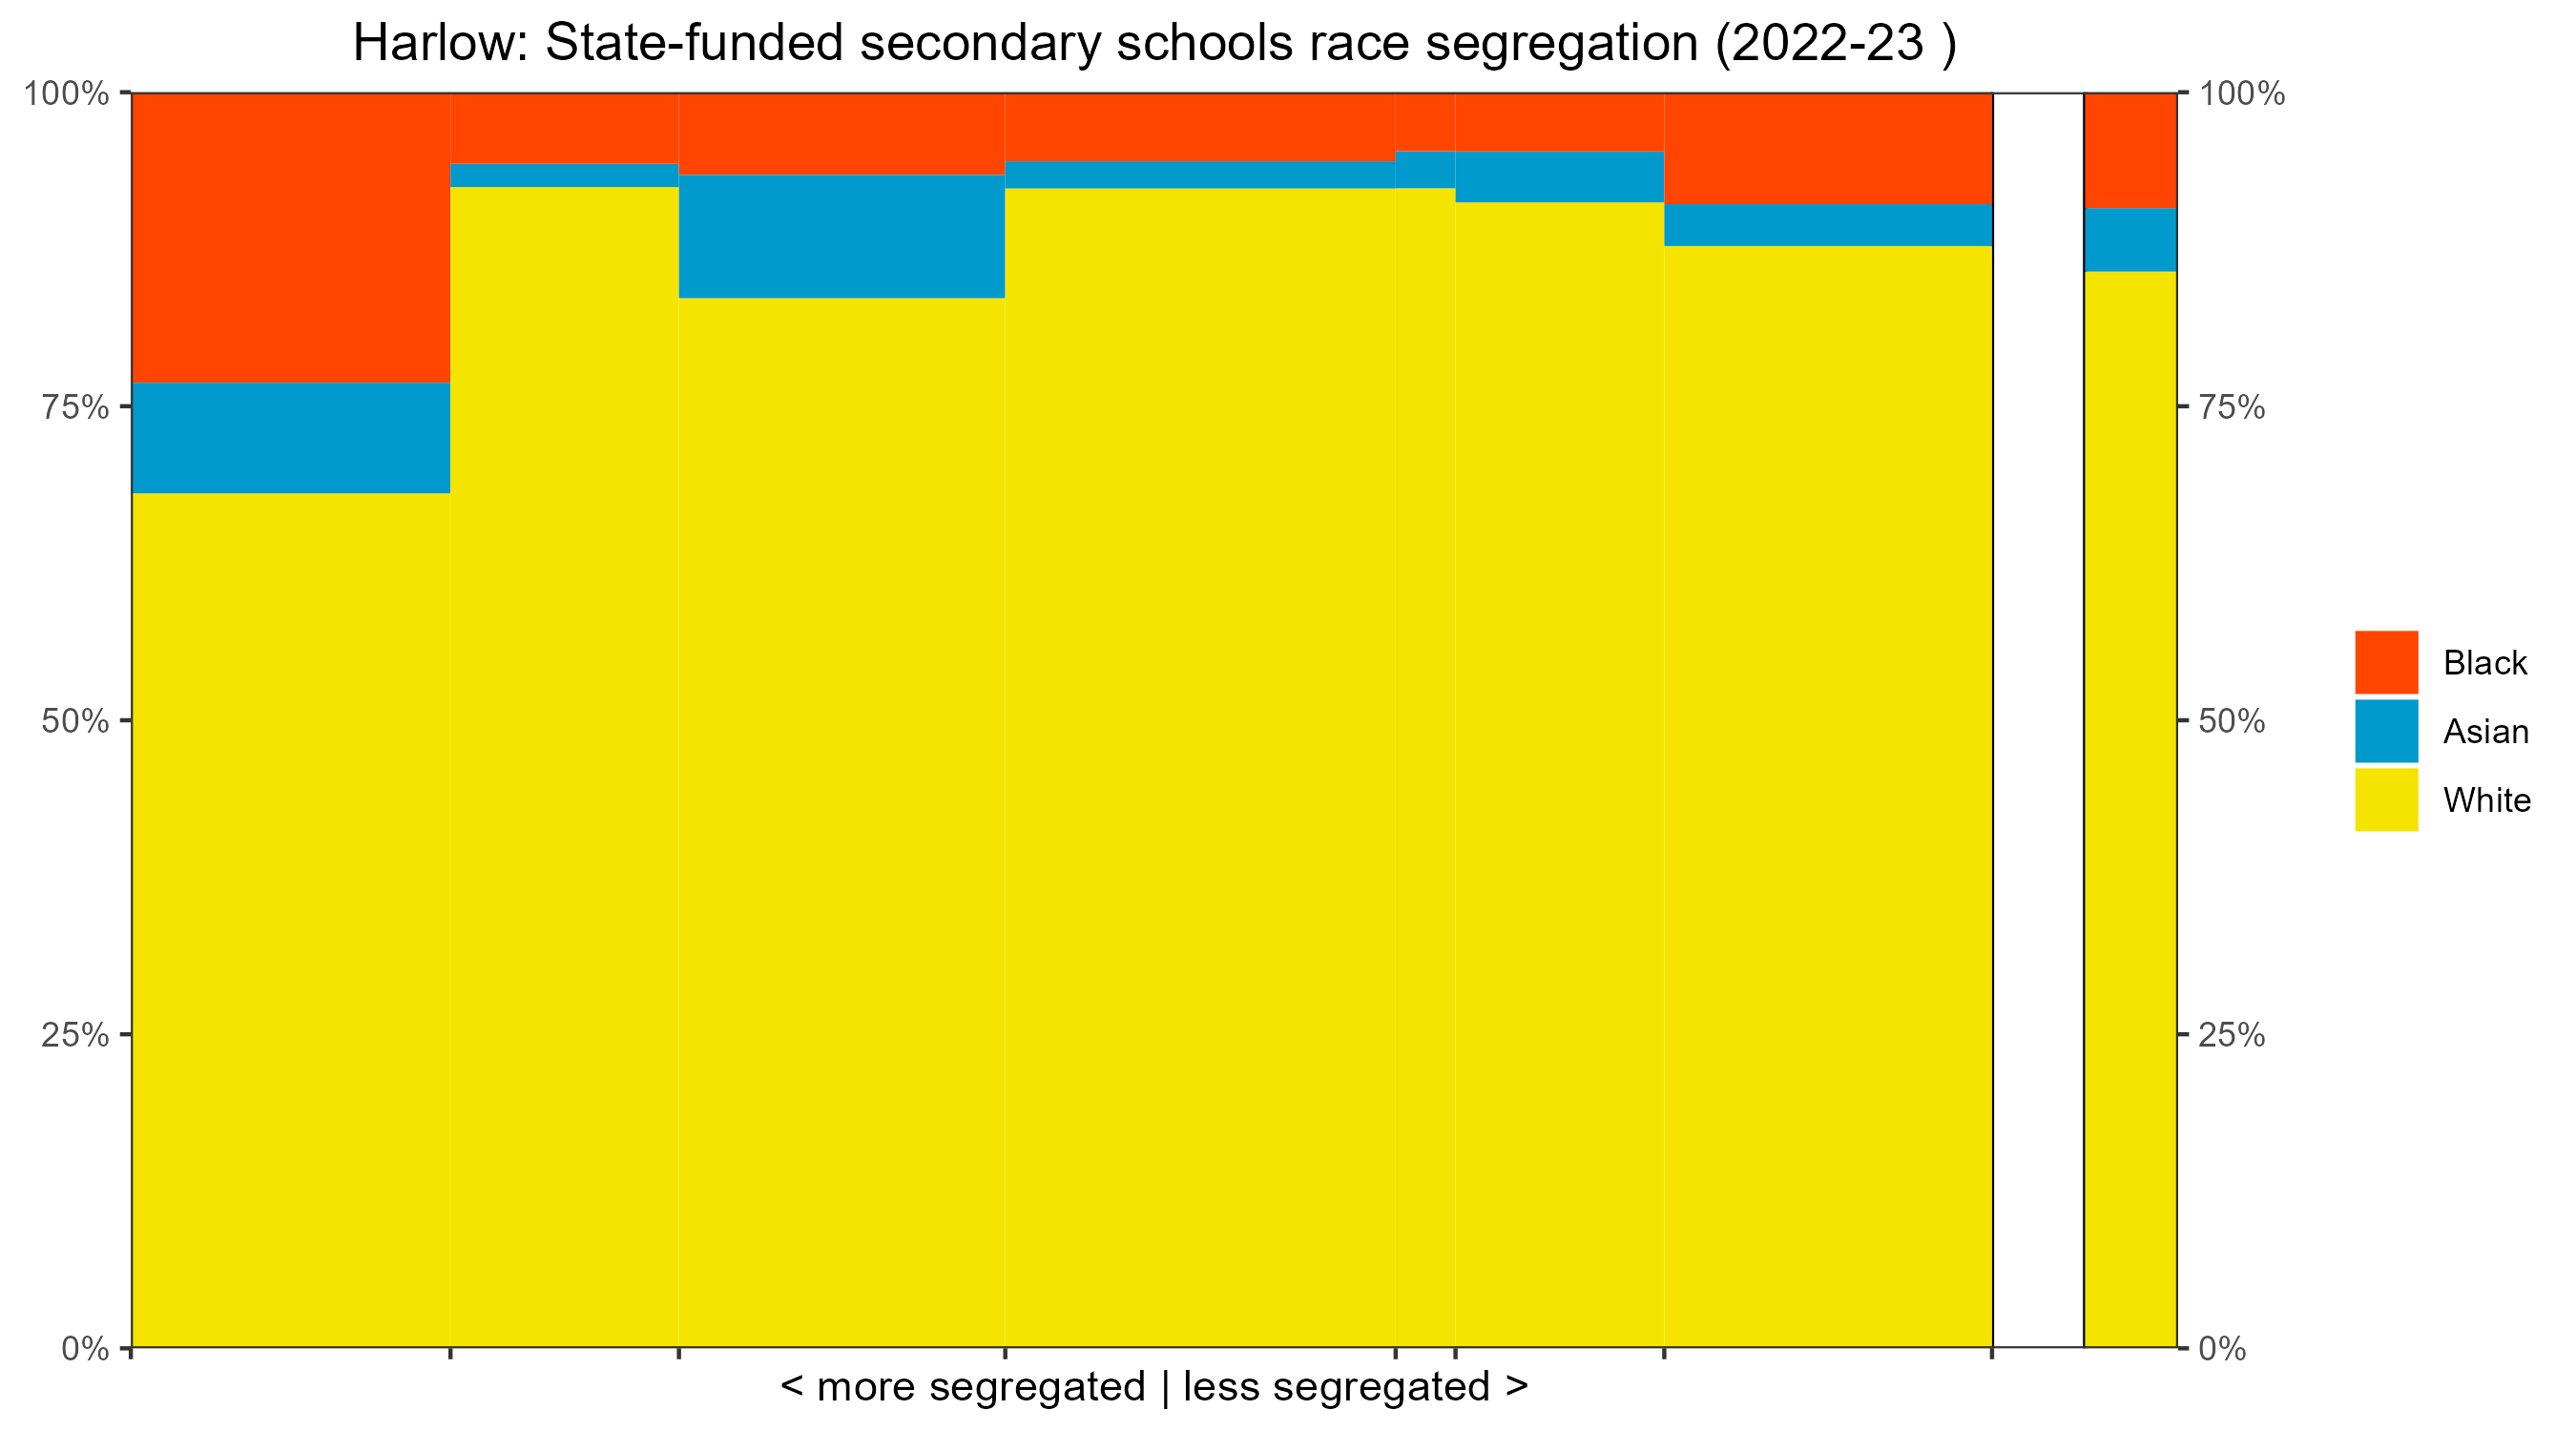 Harlow: State-funded secondary schools race segregation (2022-23 )
100%
75%
50%
25%
0%
100%
75%
50%
25%
0%
Black
Asian
White
< more segregated | less segregated >